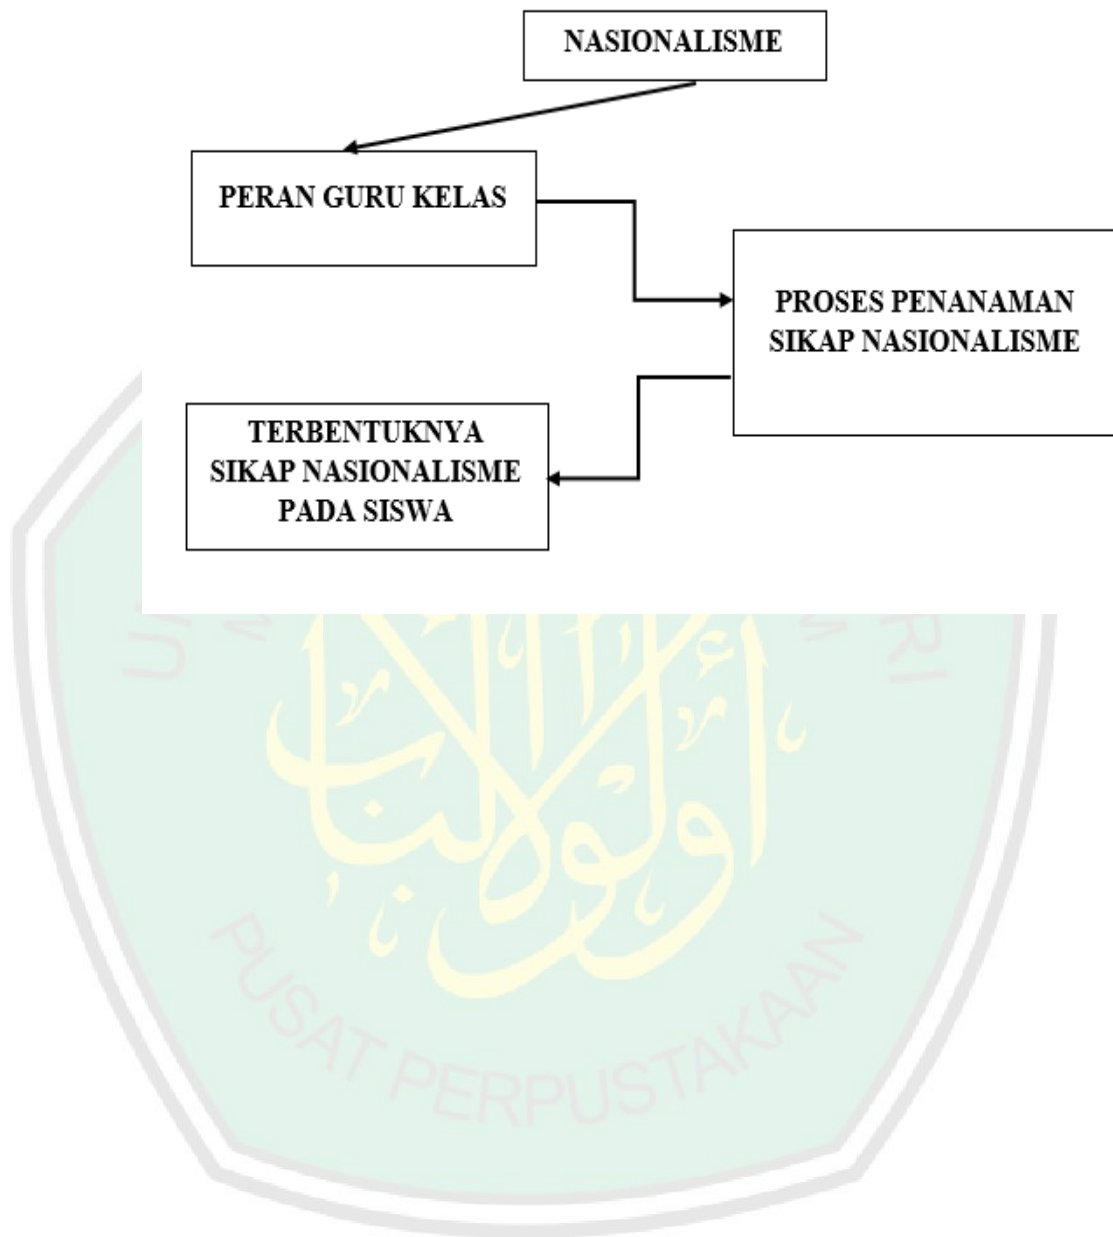 NASIONALISME
PERAN GURU KELAS
PROSES PENANAMAN
SIKAP NASIONALISME
TERBENTUKNYA
SIKAP NASIONALISME
PADA SISWA
PUSAT PERPUSTAKAAN